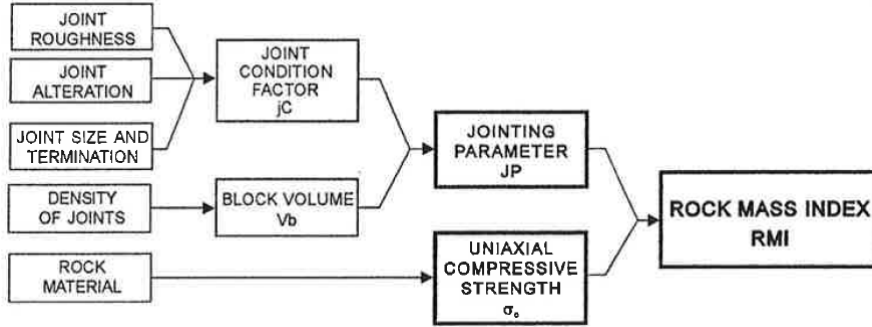 JOINT
ROUGHNESS
JOINT
ALTERATION
JOINT SIZE AND
TERMINATION
DENSITY
OF JOINTS
ROCK
MATERIAL
JOINT
CONDITION
FACTOR
jC
BLOCK VOLUME
Vb
JOINTING
PARAMETER
JP
UNIAXIAL
COMPRESSIVE
STRENGTH
σc
ROCK MASS INDEX
RMI